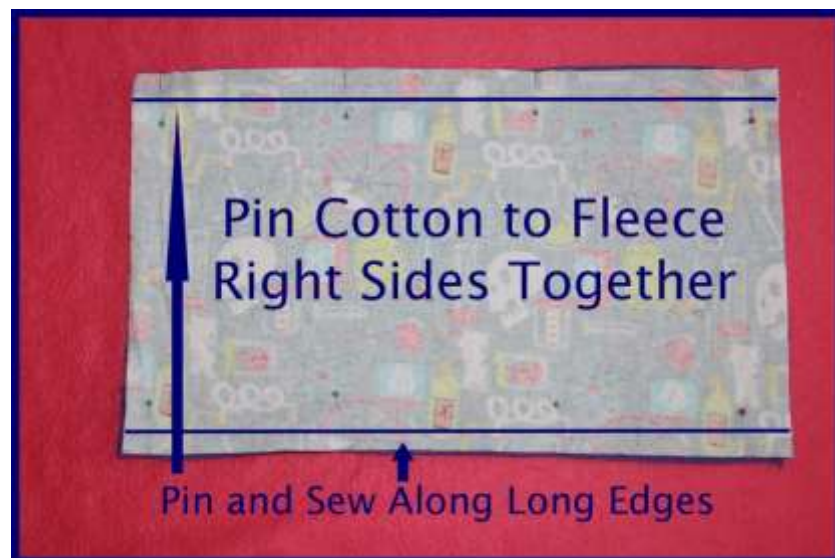 Pin Cotton to Fleece
Right Sides Together
Pin and Sew Along Long Edges